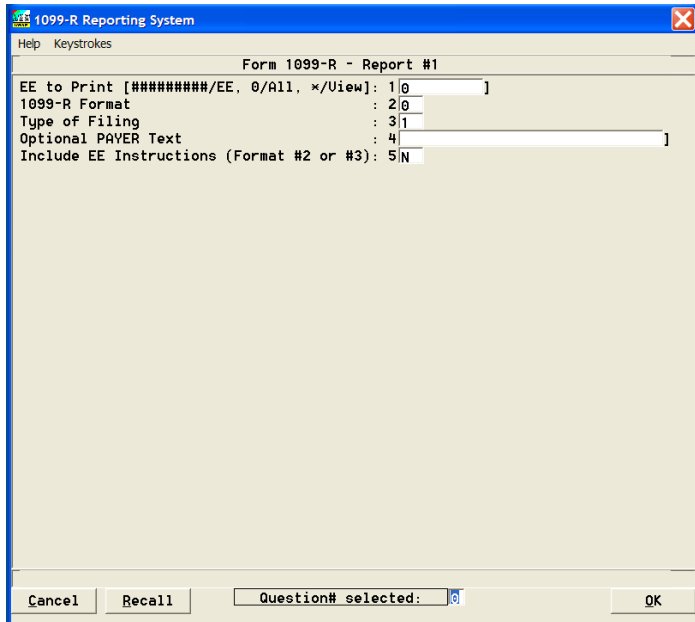 1099-R Reporting System
Help Keystrokes
Form 1099-R - Report #1
EE to Print [#########/EE, 0/All, */View]: 1 0 ]
1099-R Format : 2 0
Type of Filing : 3 1
Optional PAYER Text : 4 ]
Include EE Instructions (Format #2 or #3): 5 N
Cancel Recall Question# selected: 0 OK